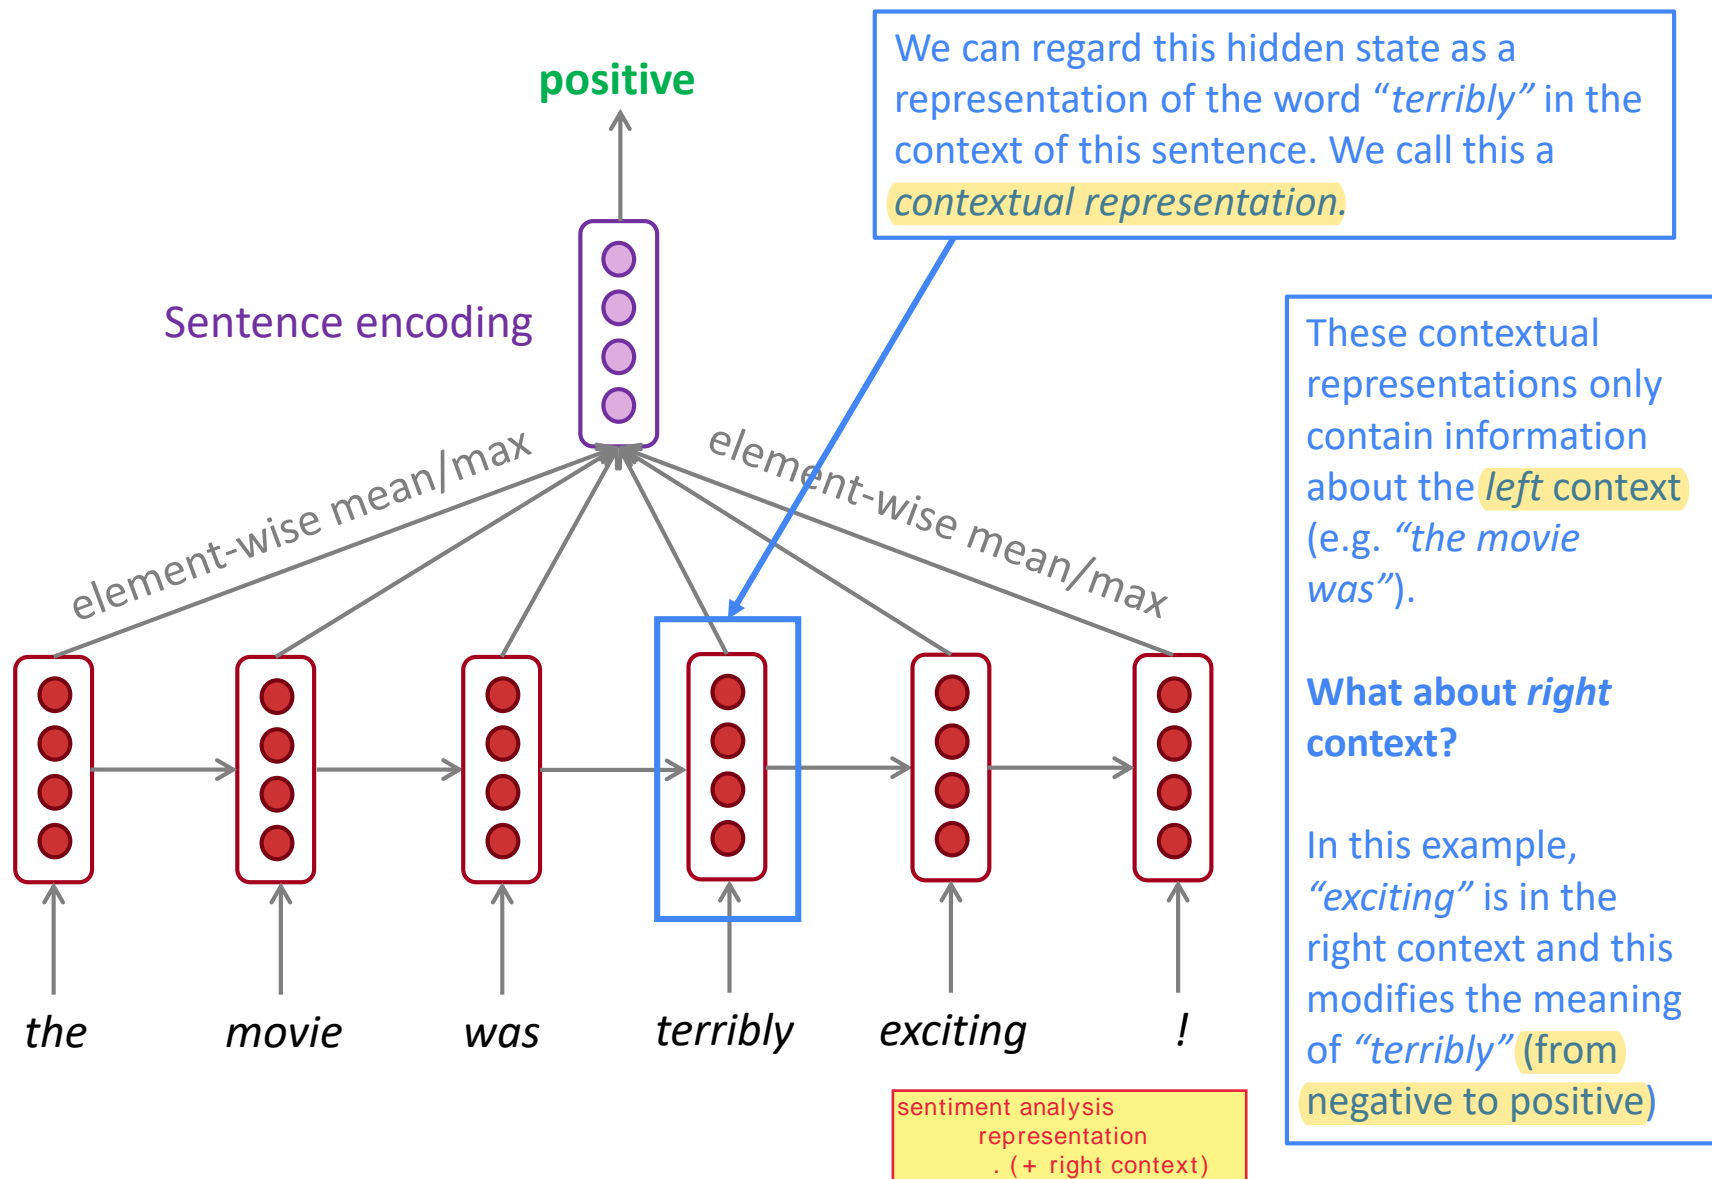 positive
We can regard this hidden state as a
representation of the word “terribly” in the
context of this sentence. We call this a
contextual representation.
Sentence encoding
element-wise mean/max
element-wise mean/max
These contextual
representations only
contain information
about the left context
(e.g. “the movie
was”).
What about right
context?
In this example,
“exciting” is in the
right context and this
modifies the meaning
of “terribly” (from
negative to positive)
the movie was terribly exciting !
sentiment analysis
representation
. (+ right context)